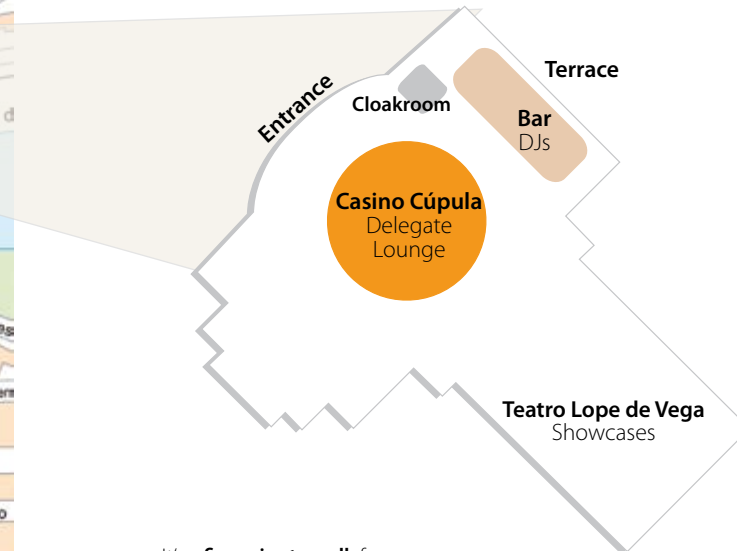 Terrace
Entrance
Cloakroom
Bar
DJs
Casino Cúpula
Delegate
Lounge
Teatro Lope de Vega
Showcases